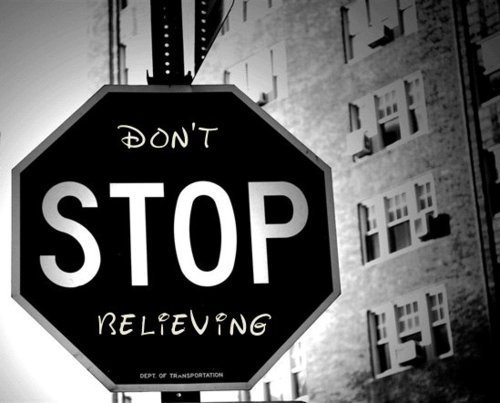 DON'T
STOP
BELIEVING
DEPT. OF TRANSPORTATION